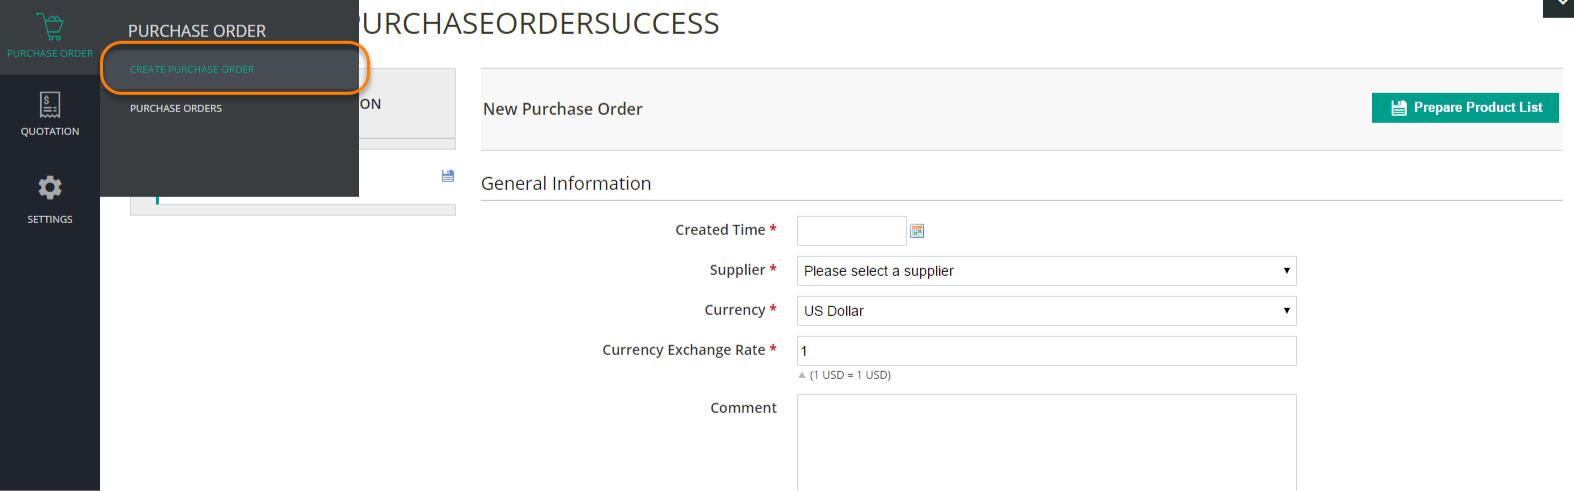 PURCHASE ORDER
QUOTATION
SETTINGS
PURCHASE ORDER
CREATE PURCHASE ORDER
PURCHASE ORDERS
PURCHASEORDERSUCCESS
ON
New Purchase Order
Prepare Product List
General Information
Created Time *
Supplier * Please select a supplier
Currency * US Dollar
Currency Exchange Rate * 1
(1 USD = 1 USD)
Comment